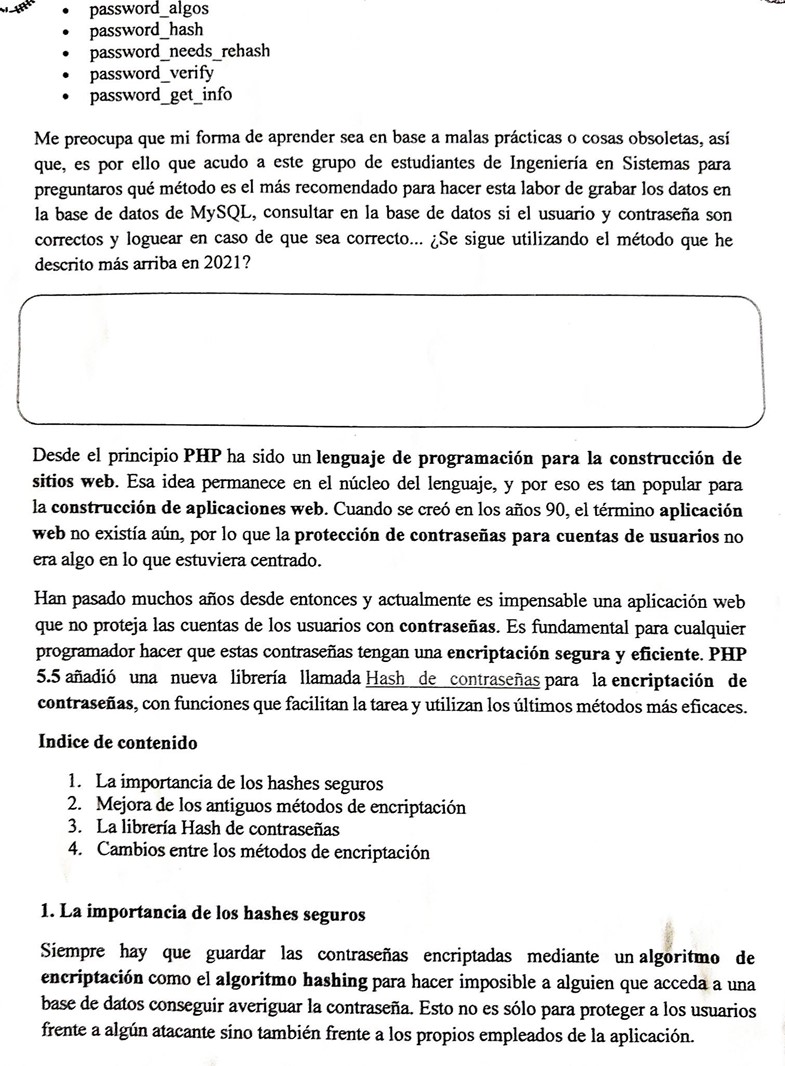 • password_algos
• password_hash
• password_needs_rehash
• password_verify
• password_get_info
Me preocupa que mi forma de aprender sea en base a malas prácticas o cosas obsoletas, así
que, es por ello que acudo a este grupo de estudiantes de Ingeniería en Sistemas para
preguntaros qué método es el más recomendado para hacer esta labor de grabar los datos en
la base de datos de MySQL, consultar en la base de datos si el usuario y contraseña son
correctos y loguear en caso de que sea correcto... ¿Se sigue utilizando el método que he
descrito más arriba en 2021?
Desde el principio PHP ha sido un lenguaje de programación para la construcción de
sitios web. Esa idea permanece en el núcleo del lenguaje, y por eso es tan popular para
la construcción de aplicaciones web. Cuando se creó en los años 90, el término aplicación
web no existía aún, por lo que la protección de contraseñas para cuentas de usuarios no
era algo en lo que estuviera centrado.
Han pasado muchos años desde entonces y actualmente es impensable una aplicación web
que no proteja las cuentas de los usuarios con contraseñas. Es fundamental para cualquier
programador hacer que estas contraseñas tengan una encriptación segura y eficiente. PHP
5.5 añadió una nueva librería llamada Hash de contraseñas para la encriptación de
contraseñas, con funciones que facilitan la tarea y utilizan los últimos métodos más eficaces.
Indice de contenido
1. La importancia de los hashes seguros
2. Mejora de los antiguos métodos de encriptación
3. La librería Hash de contraseñas
4. Cambios entre los métodos de encriptación
1. La importancia de los hashes seguros
Siempre hay que guardar las contraseñas encriptadas mediante un algoritmo de
encriptación como el algoritmo hashing para hacer imposible a alguien que acceda a una
base de datos conseguir averiguar la contraseña. Esto no es sólo para proteger a los usuarios
frente a algún atacante sino también frente a los propios empleados de la aplicación.